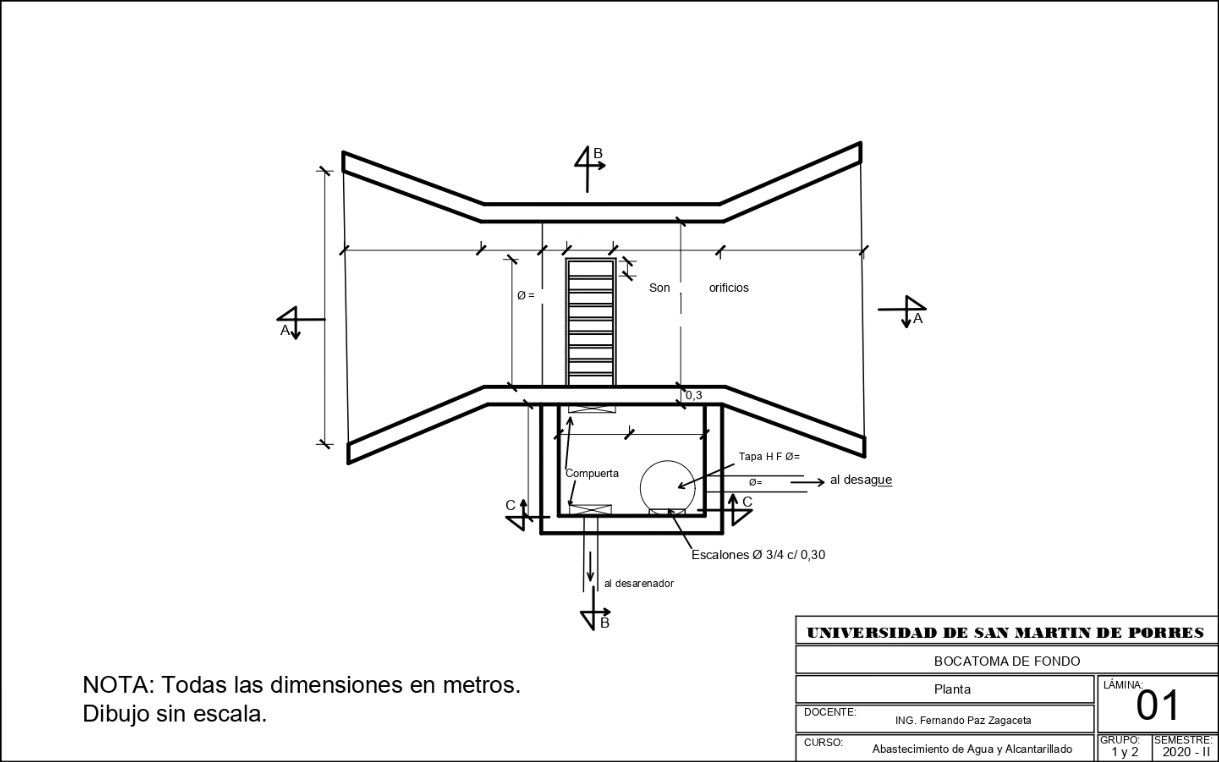 B
Ø =
Son orificios
A
A
0,3
Tapa H F Ø=
Compuerta
Ø=
al desague
C
C
Escalones Ø 3/4 c/ 0,30
al desarenador
B
UNIVERSIDAD DE SAN MARTIN DE PORRES
BOCATOMA DE FONDO
Planta
LÁMINA:
01
DOCENTE:
ING. Fernando Paz Zagaceta
CURSO:
Abastecimiento de Agua y Alcantarillado
GRUPO:
1 y 2
SEMESTRE:
2020 - II
NOTA: Todas las dimensiones en metros.
Dibujo sin escala.